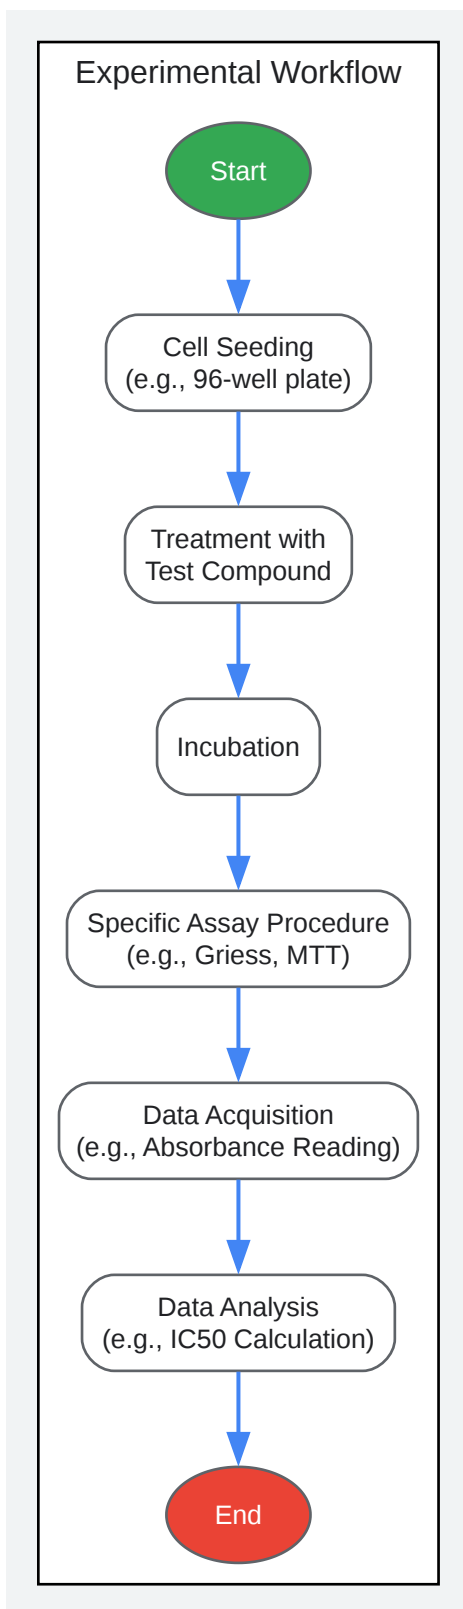 Experimental Workflow
Start
Cell Seeding
(e.g., 96-well plate)
Treatment with
Test Compound
Incubation
Specific Assay Procedure
(e.g., Griess, MTT)
Data Acquisition
(e.g., Absorbance Reading)
Data Analysis
(e.g., IC50 Calculation)
End